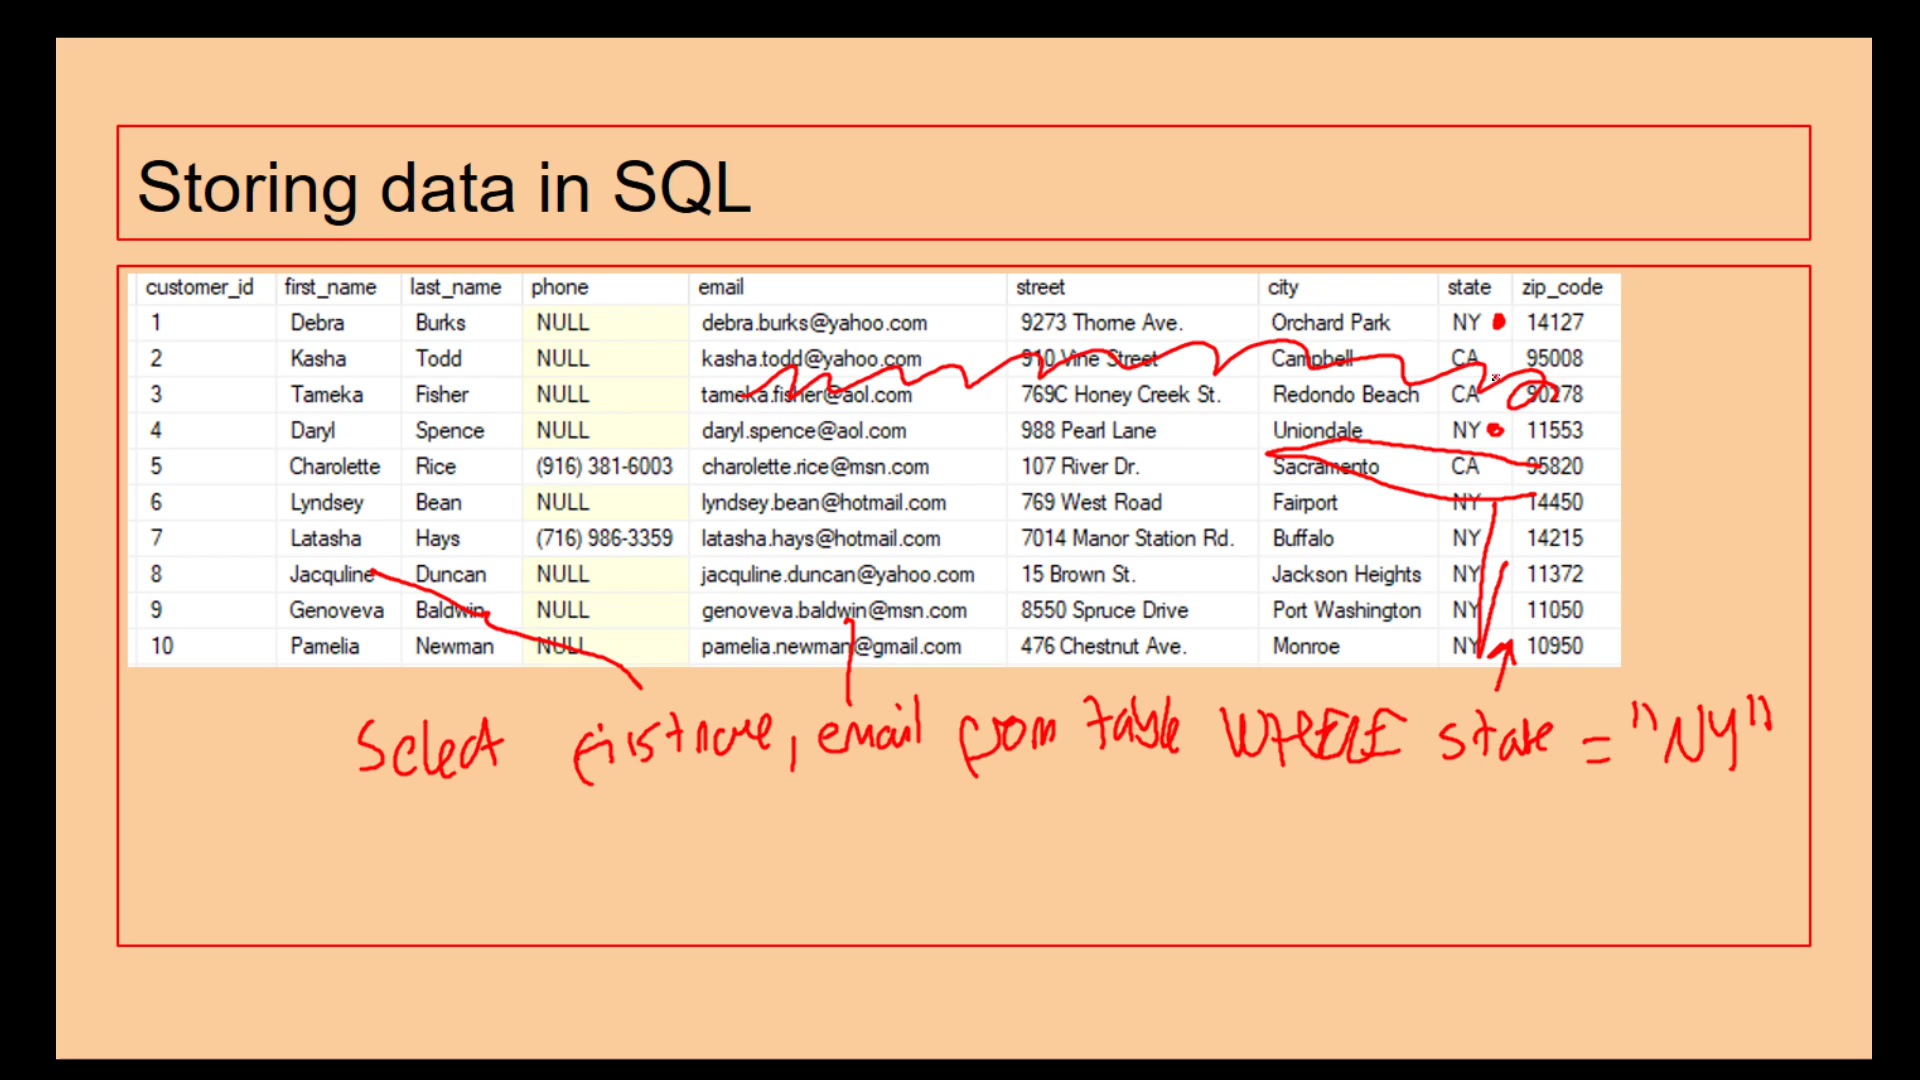 Storing data in SQL
customer_id first_name last_name phone email street city state zip_code
1 Debra Burks NULL debra.burks@yahoo.com 9273 Thorne Ave. Orchard Park NY 14127
2 Kasha Todd NULL kasha.todd@yahoo.com 910 Vine Street Campbell CA 95008
3 Tameka Fisher NULL tameka.fisher@aol.com 769C Honey Creek St. Redondo Beach CA 90278
4 Daryl Spence NULL daryl.spence@aol.com 988 Pearl Lane Uniondale NY 11553
5 Charolette Rice (916) 381-6003 charolette.rice@msn.com 107 River Dr. Sacramento CA 95820
6 Lyndsey Bean NULL lyndsey.bean@hotmail.com 769 West Road Fairport NY 14450
7 Latasha Hays (716) 986-3359 latasha.hays@hotmail.com 7014 Manor Station Rd. Buffalo NY 14215
8 Jacquline Duncan NULL jacquline.duncan@yahoo.com 15 Brown St. Jackson Heights NY 11372
9 Genoveva Baldwin NULL genoveva.baldwin@msn.com 8550 Spruce Drive Port Washington NY 11050
10 Pamelia Newman NULL pamelia.newman@gmail.com 476 Chestnut Ave. Monroe NY 10950
Select firstname, email from table WHERE state = "NY"